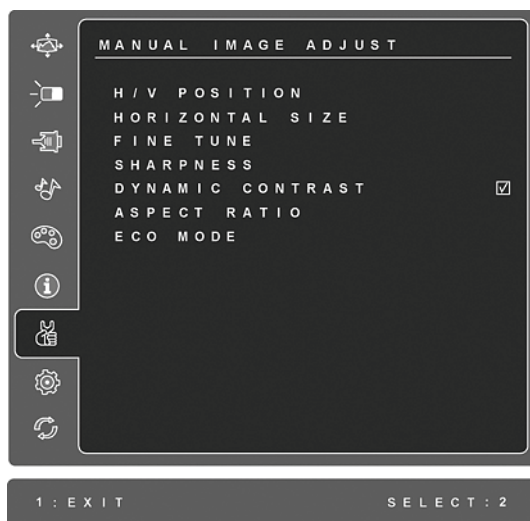 MANUAL IMAGE ADJUST
H/V POSITION
HORIZONTAL SIZE
FINE TUNE
SHARPNESS
DYNAMIC CONTRAST
ASPECT RATIO
ECO MODE
1:EXIT SELECT:2